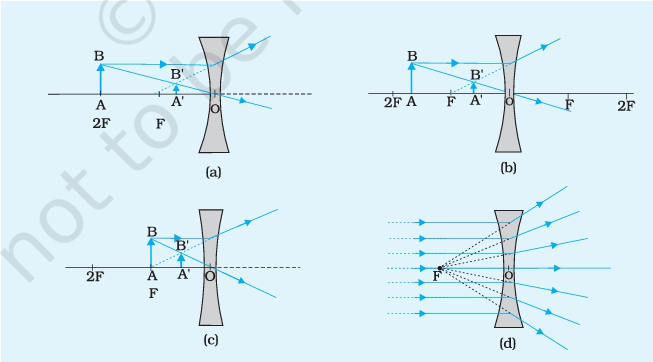 © not to be r
B
B'
A
A'
O
2F
F
(a)
B
B'
2F A F A' O F 2F
(b)
B
B'
2F A A' O
F
(c)
F O
(d)